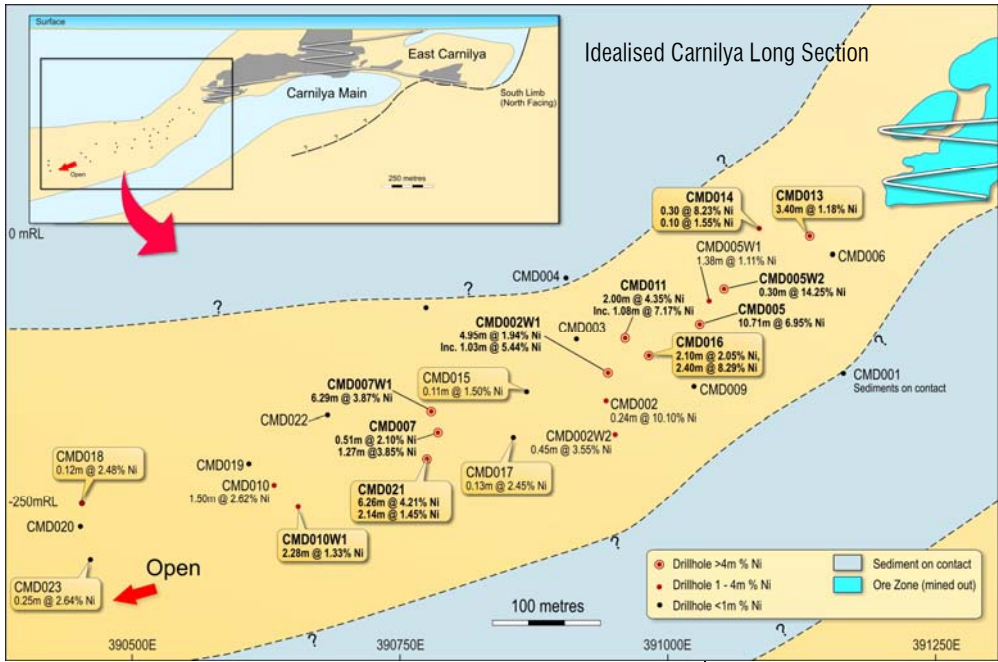 Surface
Idealised Carnilya Long Section
East Carnilya
Carnilya Main
South Limb
(North Facing)
?
?
?
Open
250 metres
0 mRL
?
CMD014
0.30 @ 8.23% Ni
0.10 @ 1.55% Ni
CMD013
3.40m @ 1.18% Ni
CMD005W1
1.38m @ 1.11% Ni
CMD006
CMD004
CMD005W2
0.30m @ 14.25% Ni
CMD011
2.00m @ 4.35% Ni
Inc. 1.08m @ 7.17% Ni
?
?
CMD005
10.71m @ 6.95% Ni
CMD002W1
4.95m @ 1.94% Ni
Inc. 1.03m @ 5.44% Ni
CMD003
CMD016
2.10m @ 2.05% Ni,
2.40m @ 8.29% Ni
?
CMD001
Sediments on contact
CMD015
0.11m @ 1.50% Ni
CMD009
CMD007W1
6.29m @ 3.87% Ni
CMD002
0.24m @ 10.10% Ni
CMD022
CMD007
0.51m @ 2.10% Ni
1.27m @3.85% Ni
CMD002W2
0.45m @ 3.55% Ni
CMD018
0.12m @ 2.48% Ni
CMD019
CMD010
1.50m @ 2.62% Ni
CMD017
0.13m @ 2.45% Ni
CMD021
6.26m @ 4.21% Ni
2.14m @ 1.45% Ni
-250mRL
CMD020
CMD010W1
2.28m @ 1.33% Ni
?
CMD023
0.25m @ 2.64% Ni
Open
Drillhole >4m % Ni
Drillhole 1 - 4m % Ni
Drillhole <1m % Ni
Sediment on contact
Ore Zone (mined out)
100 metres
?
?
390500E
390750E
391000E
391250E